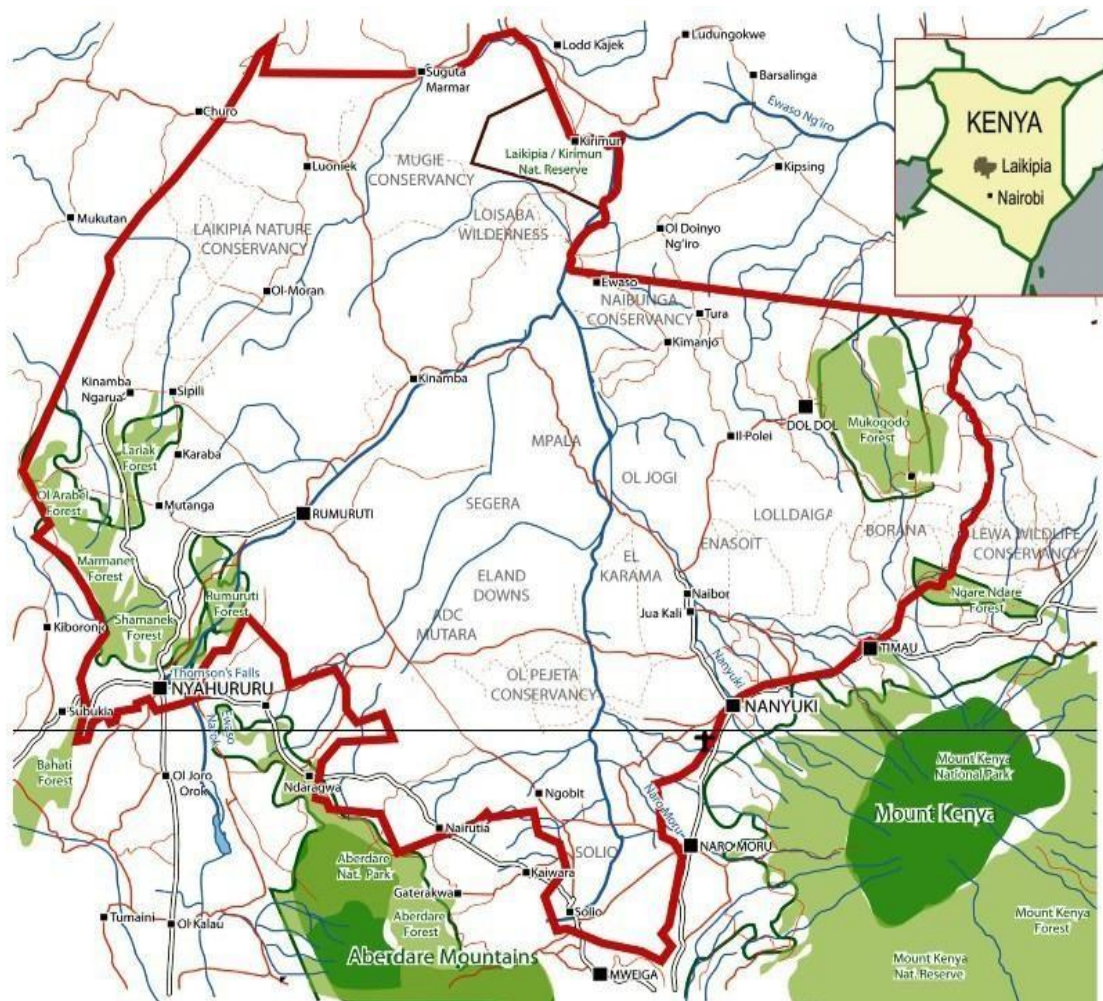 Lodo Kajek
Ludungokwe
Suguta
Marmar
Barsalinga
Churo
Ewaso Ng'iro
KENYA
Laikipia
Nairobi
Kirimun
Luoniek
MUGIE
CONSERVANCY
Laikipia / Kirimun
Nat. Reserve
Kipsing
Mukutan
LAIKIPIA NATURE
CONSERVANCY
LOISABA
WILDERNESS
Ol Doinyo
Ng'iro
Ol-Moran
Ewaso
NAIBUNGA
CONSERVANCY
Tura
Kimanjo
Kinamba
Kinamba
Ngarua
Sipili
DOL DOL
Mukogodo
Forest
Il Polei
MPALA
Lariak
Forest
Karaba
OL JOGI
Ol Arabel
Forest
Mutanga
RUMURUTI
SEGERA
LOLLDAIGA
BORANA
LEWA WILDLIFE
CONSERVANCY
ENASOIT
Marmanet
Forest
EL
KARAMA
ELAND
DOWNS
Rumuruti
Forest
Naibor
Ngare Ndare
Forest
Jua Kali
ADC
MUTARA
Shamanek
Forest
Kiboronjo
TIMAU
Thomson's Falls
NYAHURURU
OL PEJETA
CONSERVANCY
Nanyuki
NANYUKI
Subukia
Ewaso
Narok
Bahati
Forest
Ol Joro
Orok
Ndaragwa
Mount Kenya
National Park
Ngobit
Naro Moru
Mount Kenya
Nairutia
NARO MORU
SOLIO
Aberdare
Nat. Park
Kaiwara
Gaterakwa
Solio
Aberdare
Forest
Tumaini
Ol Kalau
Mount Kenya
Forest
Aberdare Mountains
Mount Kenya
Nat. Reserve
MWEIGA